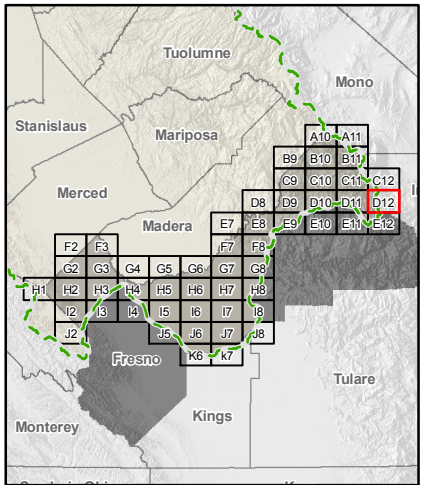 Tuolumne
Mono
Stanislaus
Mariposa
A10 A11
B9 B10 B11
Merced
C9 C10 C11 C12
D8 D9 D10 D11 D12
Madera
E7 E8 E9 E10 E11 E12
F2 F3 F7 F8
G2 G3 G4 G5 G6 G7 G8
H1 H2 H3 H4 H5 H6 H7 H8
I2 I3 I4 I5 I6 I7 I8
J2 J5 J6 J7 J8
K6 k7
Fresno
Tulare
Kings
Monterey